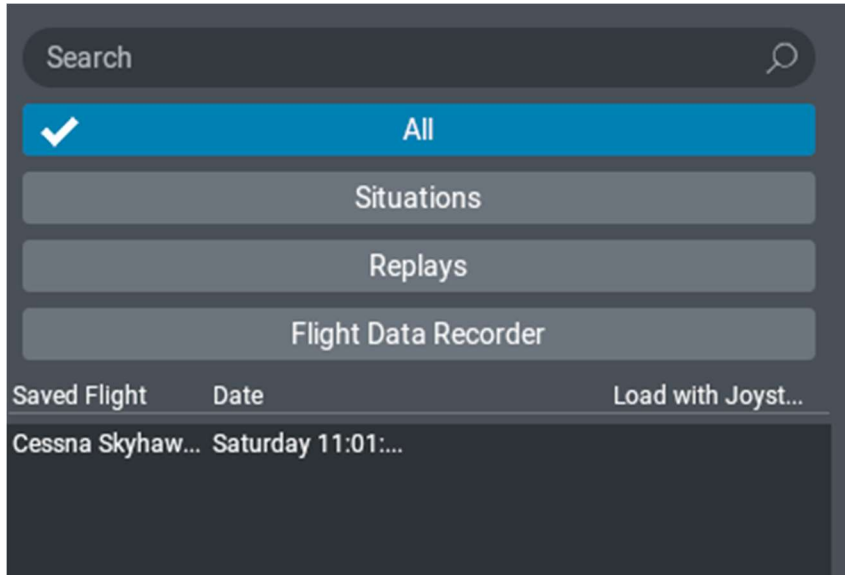 Search
All
Situations
Replays
Flight Data Recorder
Saved Flight Date Load with Joyst...
Cessna Skyhaw... Saturday 11:01:...